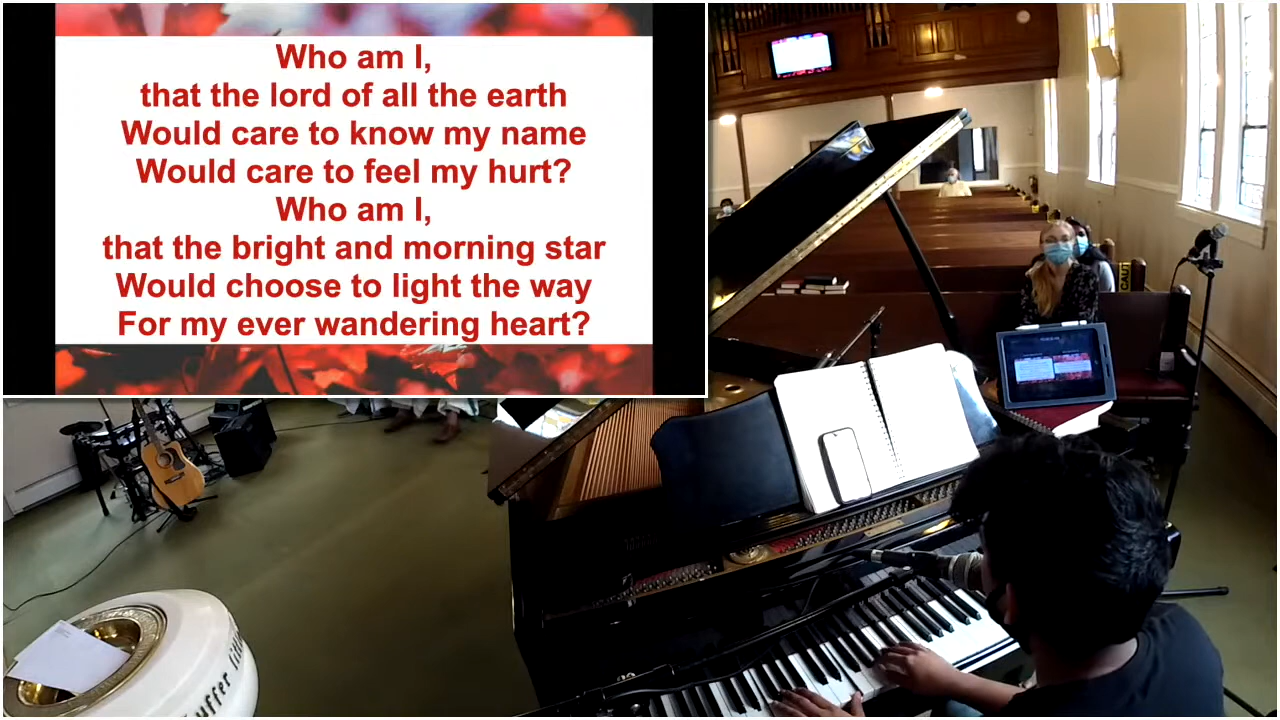 Who am I,
that the lord of all the earth
Would care to know my name
Would care to feel my hurt?
Who am I,
that the bright and morning star
Would choose to light the way
For my ever wandering heart?
CAUT
uffer